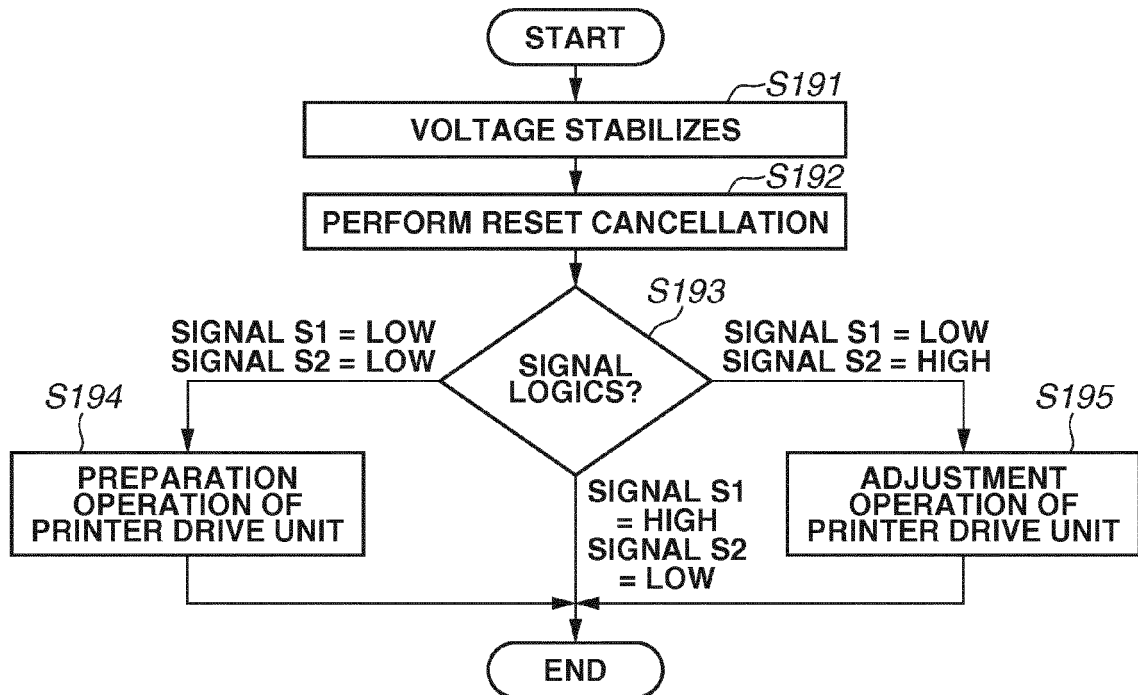 START
S191
VOLTAGE STABILIZES
S192
PERFORM RESET CANCELLATION
S193
SIGNAL LOGICS?
SIGNAL S1 = LOW
SIGNAL S2 = LOW
SIGNAL S1 = LOW
SIGNAL S2 = HIGH
S194
PREPARATION
OPERATION OF
PRINTER DRIVE UNIT
SIGNAL S1
= HIGH
SIGNAL S2
= LOW
S195
ADJUSTMENT
OPERATION OF
PRINTER DRIVE UNIT
END